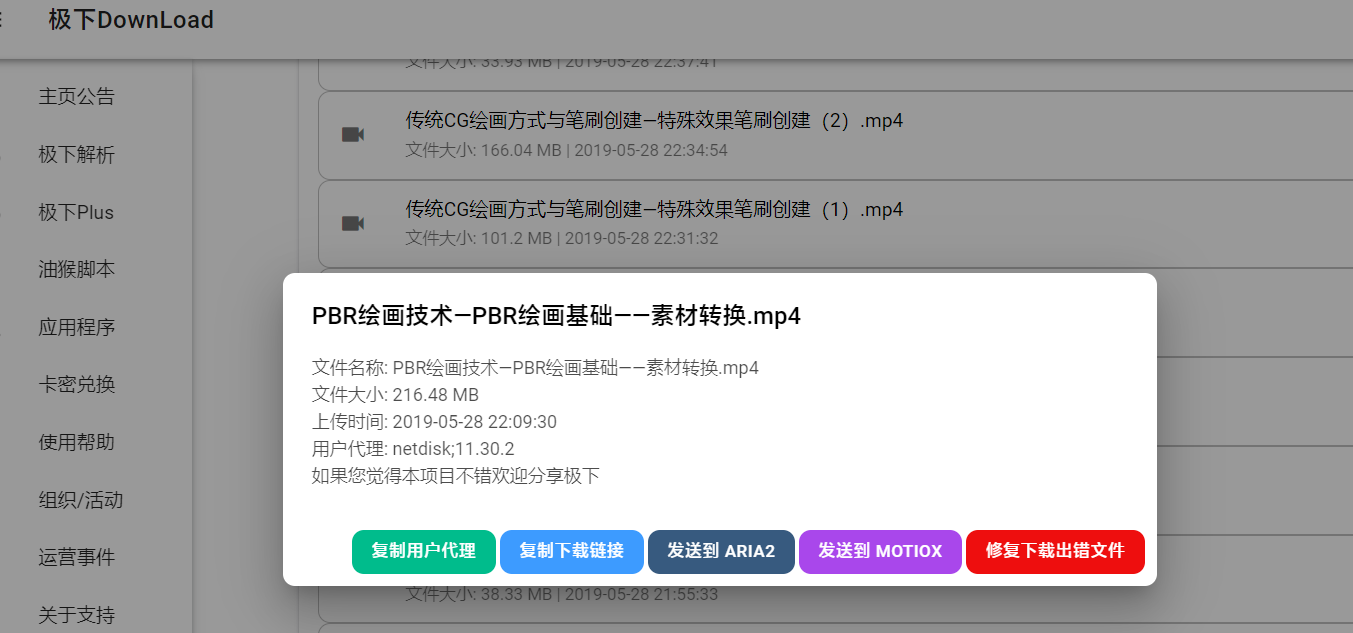 极下DownLoad
主页公告
极下解析
极下Plus
油猴脚本
应用程序
卡密兑换
使用帮助
组织/活动
运营事件
关于支持
文件大小: 33.93 MB | 2019-05-28 22:37:41
传统CG绘画方式与笔刷创建—特殊效果笔刷创建（2）.mp4
文件大小: 166.04 MB | 2019-05-28 22:34:54
传统CG绘画方式与笔刷创建—特殊效果笔刷创建（1）.mp4
文件大小: 101.2 MB | 2019-05-28 22:31:32
PBR绘画技术—PBR绘画基础——素材转换.mp4
文件名称: PBR绘画技术—PBR绘画基础——素材转换.mp4
文件大小: 216.48 MB
上传时间: 2019-05-28 22:09:30
用户代理: netdisk;11.30.2
如果您觉得本项目不错欢迎分享极下
复制用户代理 复制下载链接 发送到 ARIA2 发送到 MOTIOX 修复下载出错文件
文件大小: 38.33 MB | 2019-05-28 21:55:33